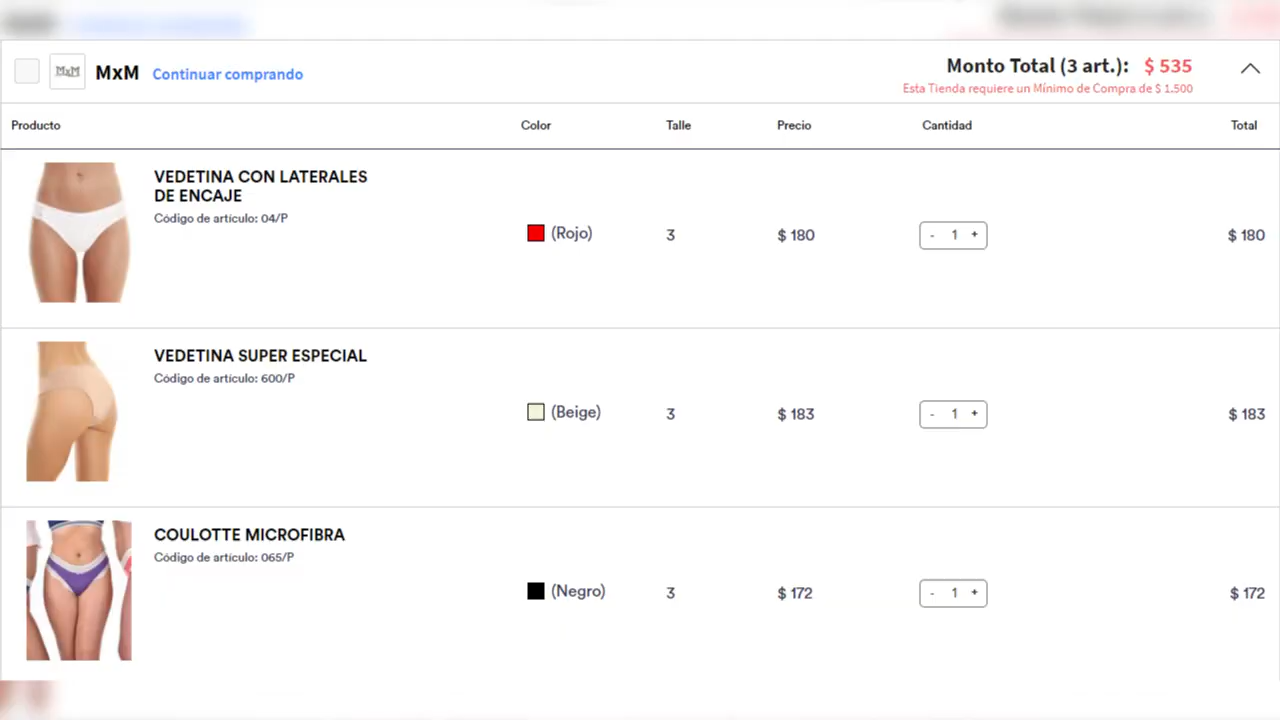 MxM MxM Continuar comprando
Monto Total (3 art.): $ 535
Esta Tienda requiere un Mínimo de Compra de $ 1.500
Producto Color Talle Precio Cantidad Total
VEDETINA CON LATERALES
DE ENCAJE
Código de artículo: 04/P
(Rojo) 3 $ 180 - 1 + $ 180
VEDETINA SUPER ESPECIAL
Código de artículo: 600/P
(Beige) 3 $ 183 - 1 + $ 183
COULOTTE MICROFIBRA
Código de artículo: 065/P
(Negro) 3 $ 172 - 1 + $ 172